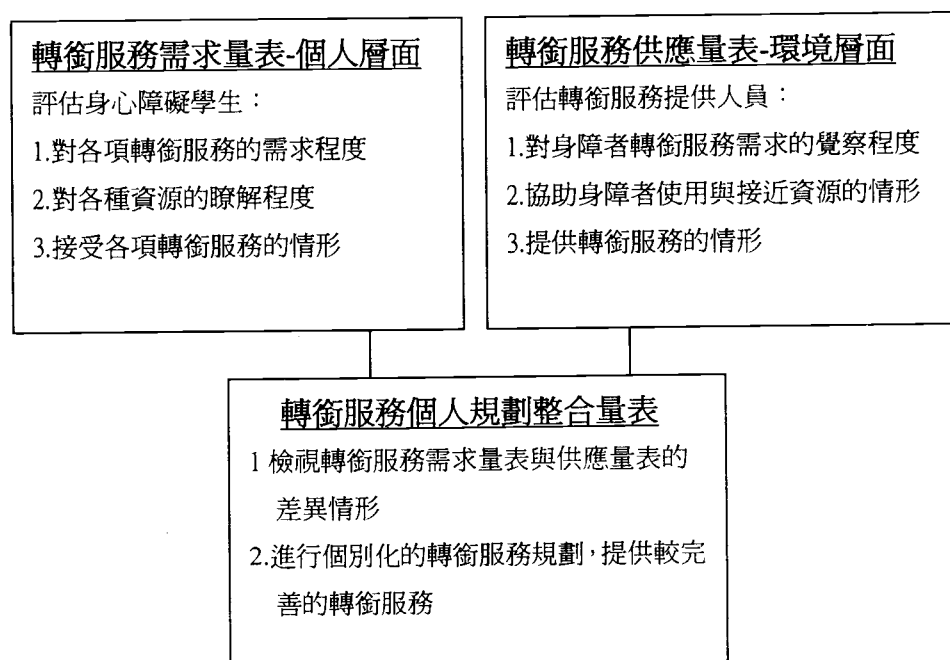 轉銜服務需求量表-個人層面
評估身心障礙學生：
1.對各項轉銜服務的需求程度
2.對各種資源的瞭解程度
3.接受各項轉銜服務的情形
轉銜服務供應量表-環境層面
評估轉銜服務提供人員：
1.對身障者轉銜服務需求的覺察程度
2.協助身障者使用與接近資源的情形
3.提供轉銜服務的情形
轉銜服務個人規劃整合量表
1 檢視轉銜服務需求量表與供應量表的
差異情形
2.進行個別化的轉銜服務規劃，提供較完
善的轉銜服務